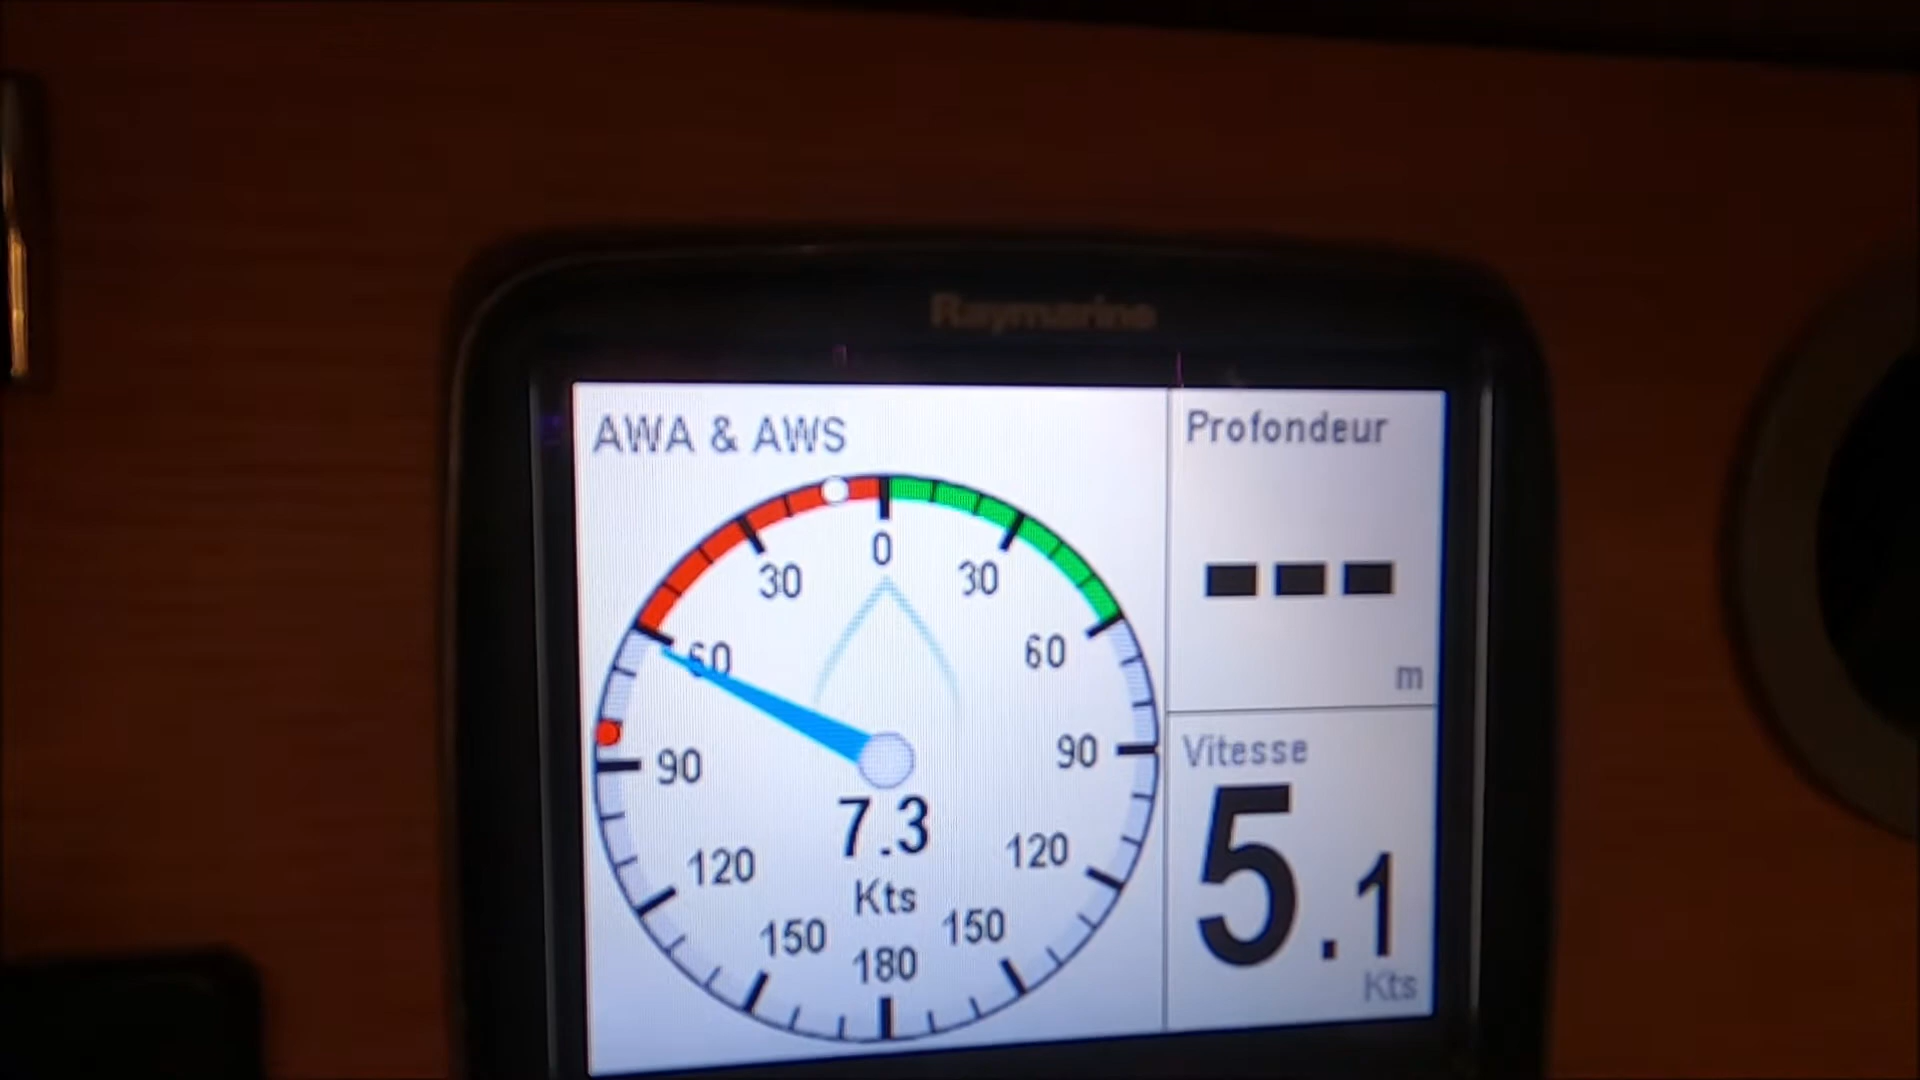 Raymarine
AWA & AWS
0
30
30
60
60
90
90
120
120
150
150
180
7.3
Kts
Profondeur
---
m
Vitesse
5.1
Kts